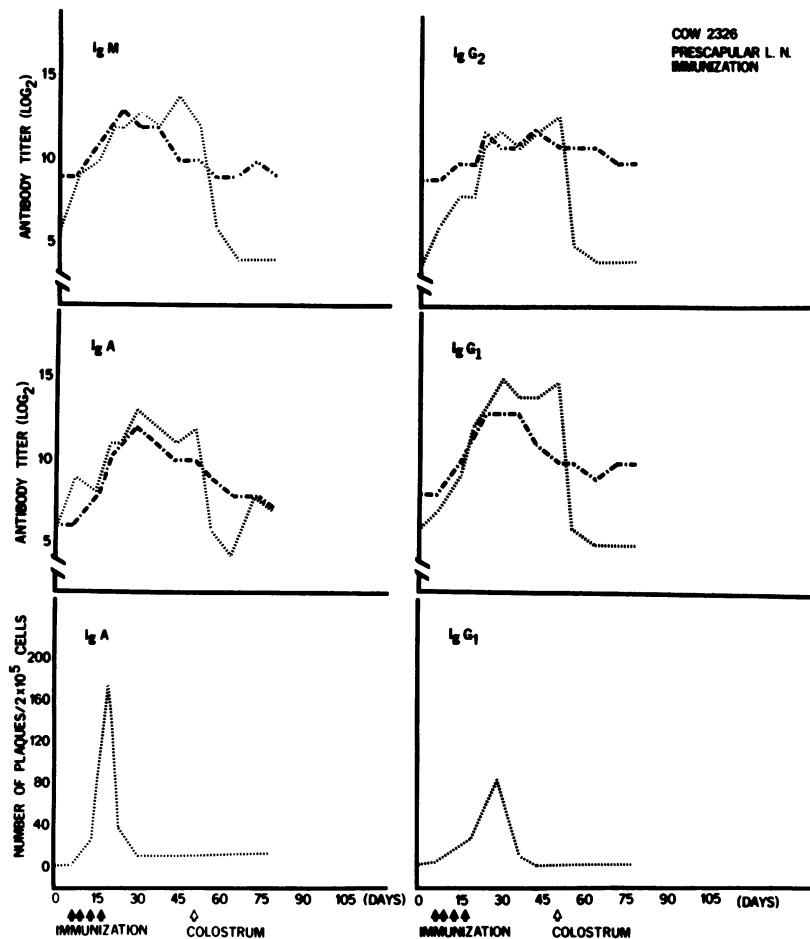 COW 2326
PRESCAPULAR L. N.
IMMUNIZATION
IgM
IgG2
ANTIBODY TITER (LOG2)
15
10
5
IgA
IgG1
ANTIBODY TITER (LOG2)
15
10
5
IgA
IgG1
NUMBER OF PLAQUES/2x10^5 CELLS
200
160
120
80
40
0
0 15 30 45 60 75 90 105 (DAYS)
0 15 30 45 60 75 90 105 (DAYS)
IMMUNIZATION COLOSTRUM
IMMUNIZATION COLOSTRUM